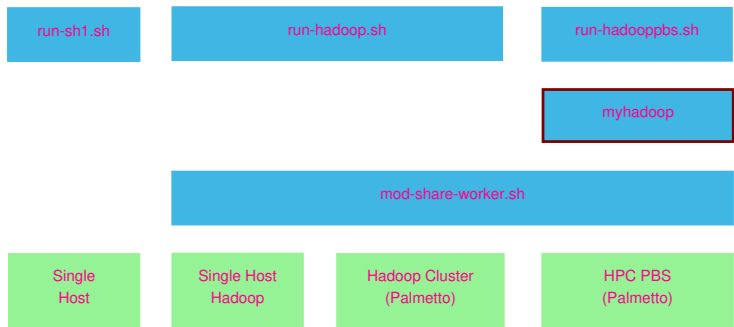 run-sh1.sh
run-hadoop.sh
run-hadooppbs.sh
myhadoop
mod-share-worker.sh
Single
Host
Single Host
Hadoop
Hadoop Cluster
(Palmetto)
HPC PBS
(Palmetto)